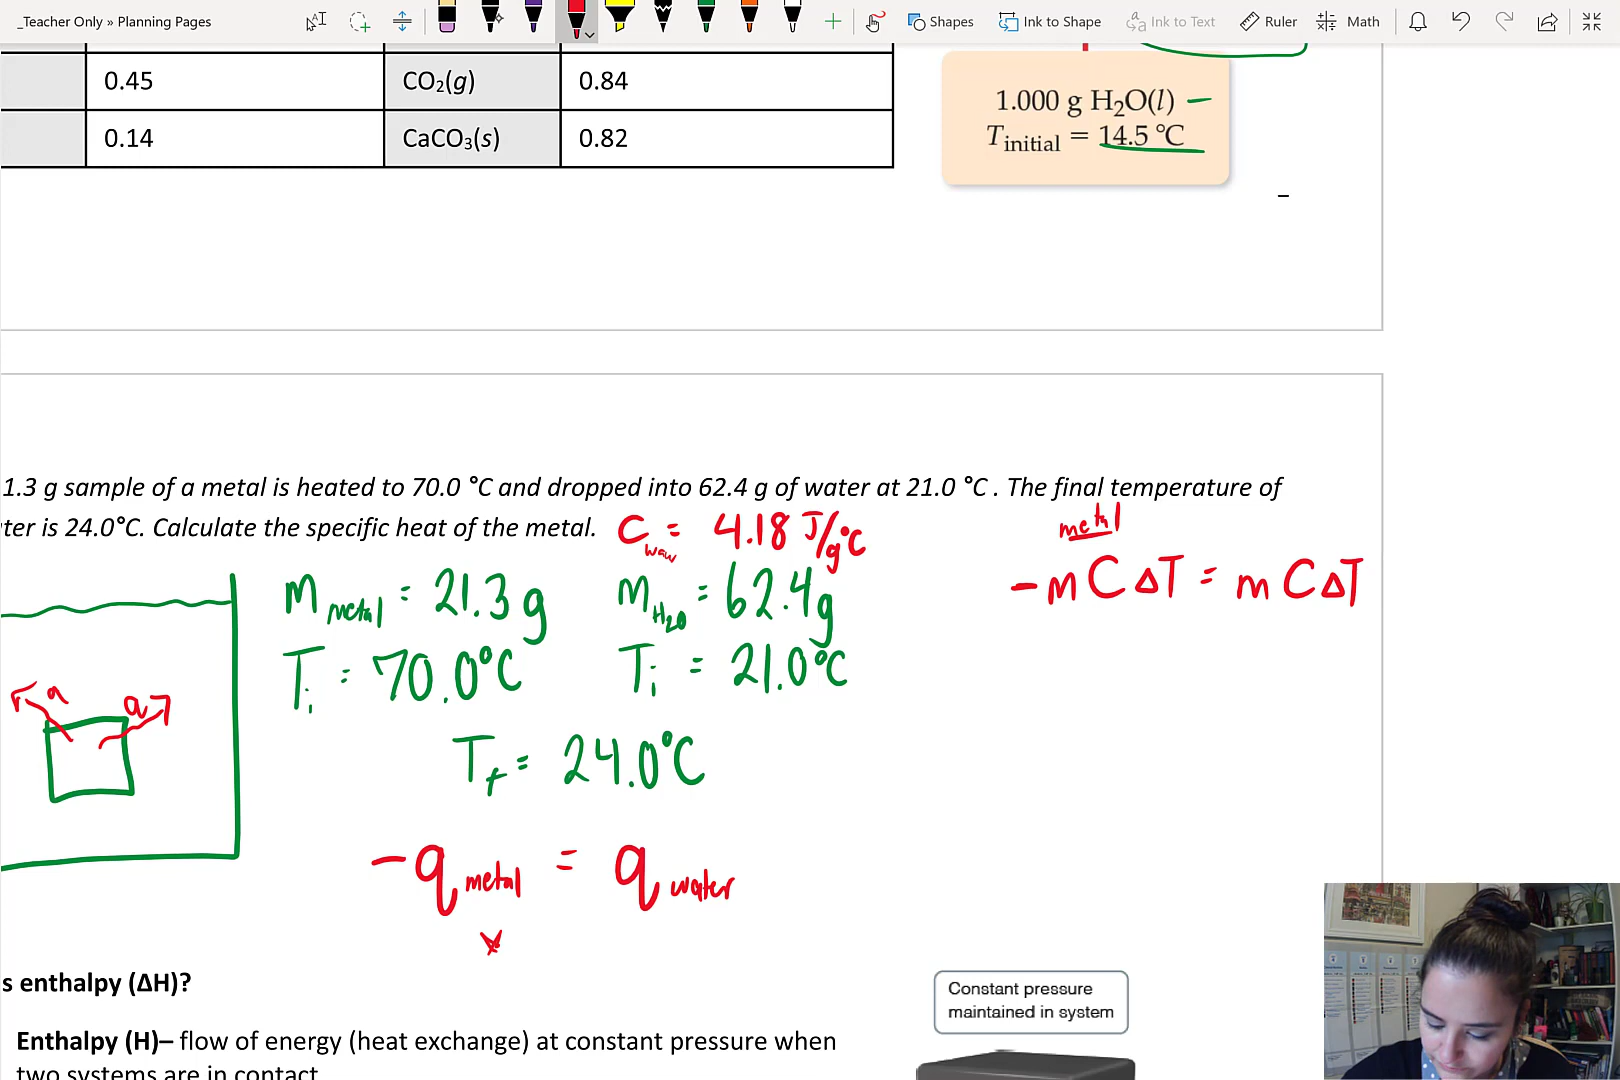 _Teacher Only » Planning Pages
Shapes
Ink to Shape
Ink to Text
Ruler
Math
0.45 CO₂(g) 0.84
0.14 CaCO₃(s) 0.82
1.000 g H₂O(l)
Tinitial = 14.5 °C
1.3 g sample of a metal is heated to 70.0 °C and dropped into 62.4 g of water at 21.0 °C . The final temperature of
ter is 24.0°C. Calculate the specific heat of the metal.
C = 4.18 J/g°C
metal
-mCΔT = mCΔT
m metal = 21.3 g
m H₂O = 62.4g
Ti = 70.0°C
Ti = 21.0°C
q q
Tf = 24.0°C
-q metal = q water
s enthalpy (ΔH)?
Enthalpy (H)– flow of energy (heat exchange) at constant pressure when
two systems are in contact
Constant pressure
maintained in system